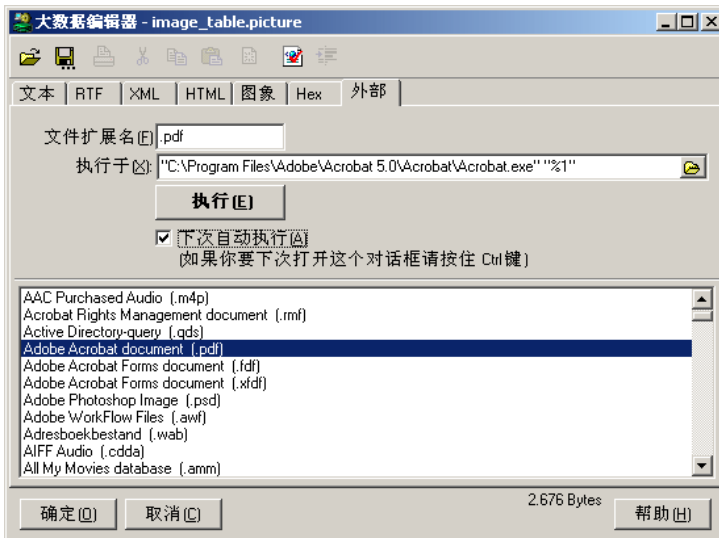 大数据编辑器 - image_table.picture
文本 RTF XML HTML 图象 Hex 外部
文件扩展名(F) .pdf
执行于(X): "C:\Program Files\Adobe\Acrobat 5.0\Acrobat\Acrobat.exe" "%1"
执行(E)
下次自动执行(A)
(如果你要下次打开这个对话框请按住 Ctrl键)
AAC Purchased Audio (.m4p)
Acrobat Rights Management document (.rmf)
Active Directory-query (.qds)
Adobe Acrobat document (.pdf)
Adobe Acrobat Forms document (.fdf)
Adobe Acrobat Forms document (.xfdf)
Adobe Photoshop Image (.psd)
Adobe WorkFlow Files (.awf)
Adresboekbestand (.wab)
AIFF Audio (.cdda)
All My Movies database (.amm)
确定(O) 取消(C) 2.676 Bytes 帮助(H)